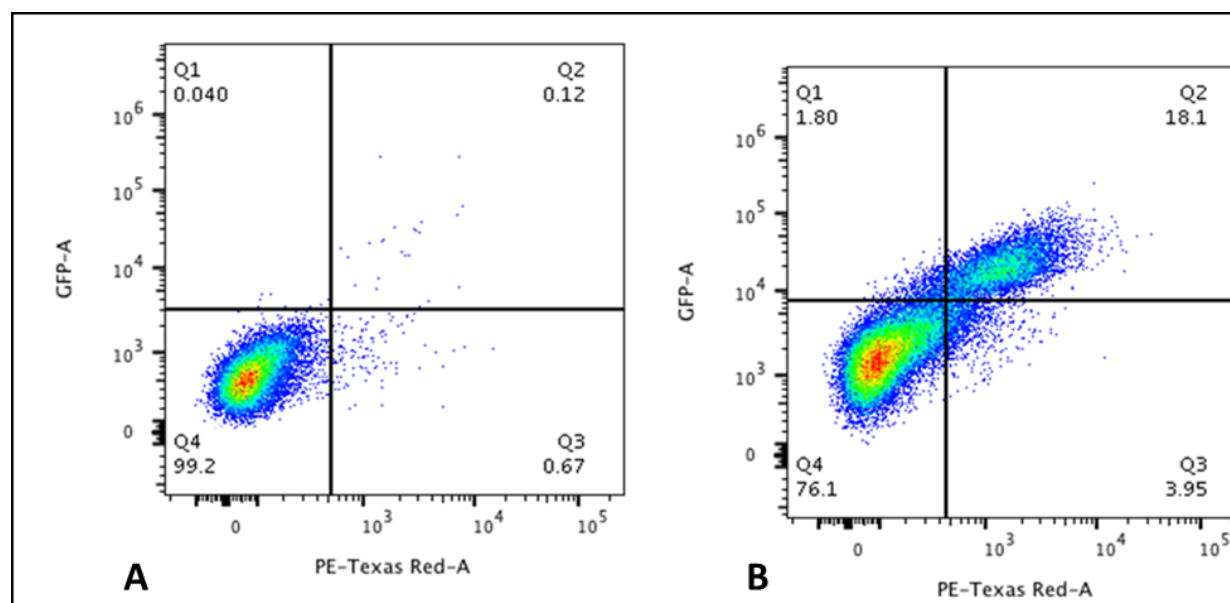 Q1
0.040
Q2
0.12
10^6
10^5
10^4
10^3
0
GFP-A
Q4
99.2
Q3
0.67
0
10^3
10^4
10^5
PE-Texas Red-A
A
Q1
1.80
Q2
18.1
10^6
10^5
10^4
10^3
0
GFP-A
Q4
76.1
Q3
3.95
0
10^3
10^4
10^5
PE-Texas Red-A
B